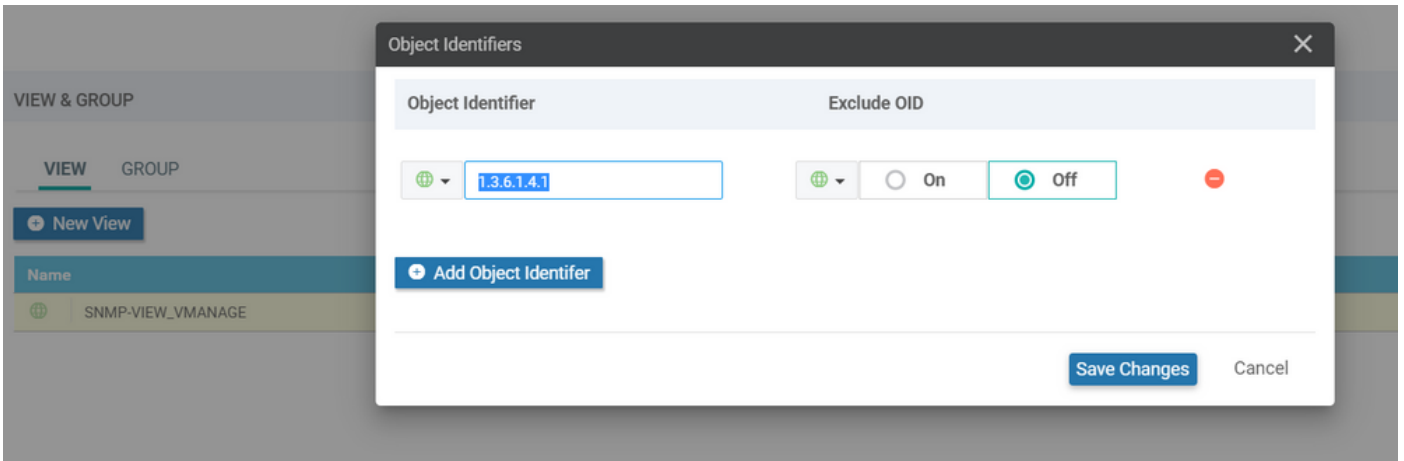 Object Identifiers
VIEW & GROUP
Object Identifier Exclude OID
VIEW GROUP
1.3.6.1.4.1 On Off
New View
Name
Add Object Identifer
SNMP-VIEW_VMANAGE
Save Changes Cancel